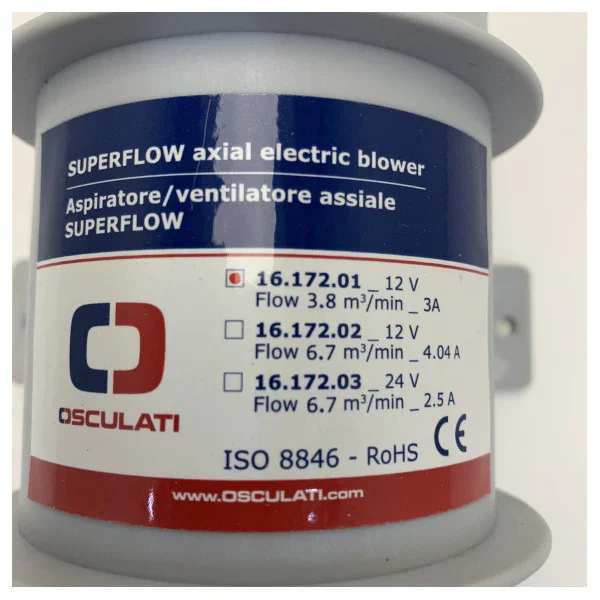 SUPERFLOW axial electric blower
Aspiratore/ventilatore assiale
SUPERFLOW
16.172.01 _ 12 V
Flow 3.8 m³/min _ 3A
16.172.02 _ 12 V
Flow 6.7 m³/min _ 4.04 A
16.172.03 _ 24 V
Flow 6.7 m³/min _ 2.5 A
OSCULATI
ISO 8846 - RoHS CE
www.OSCULATI.com